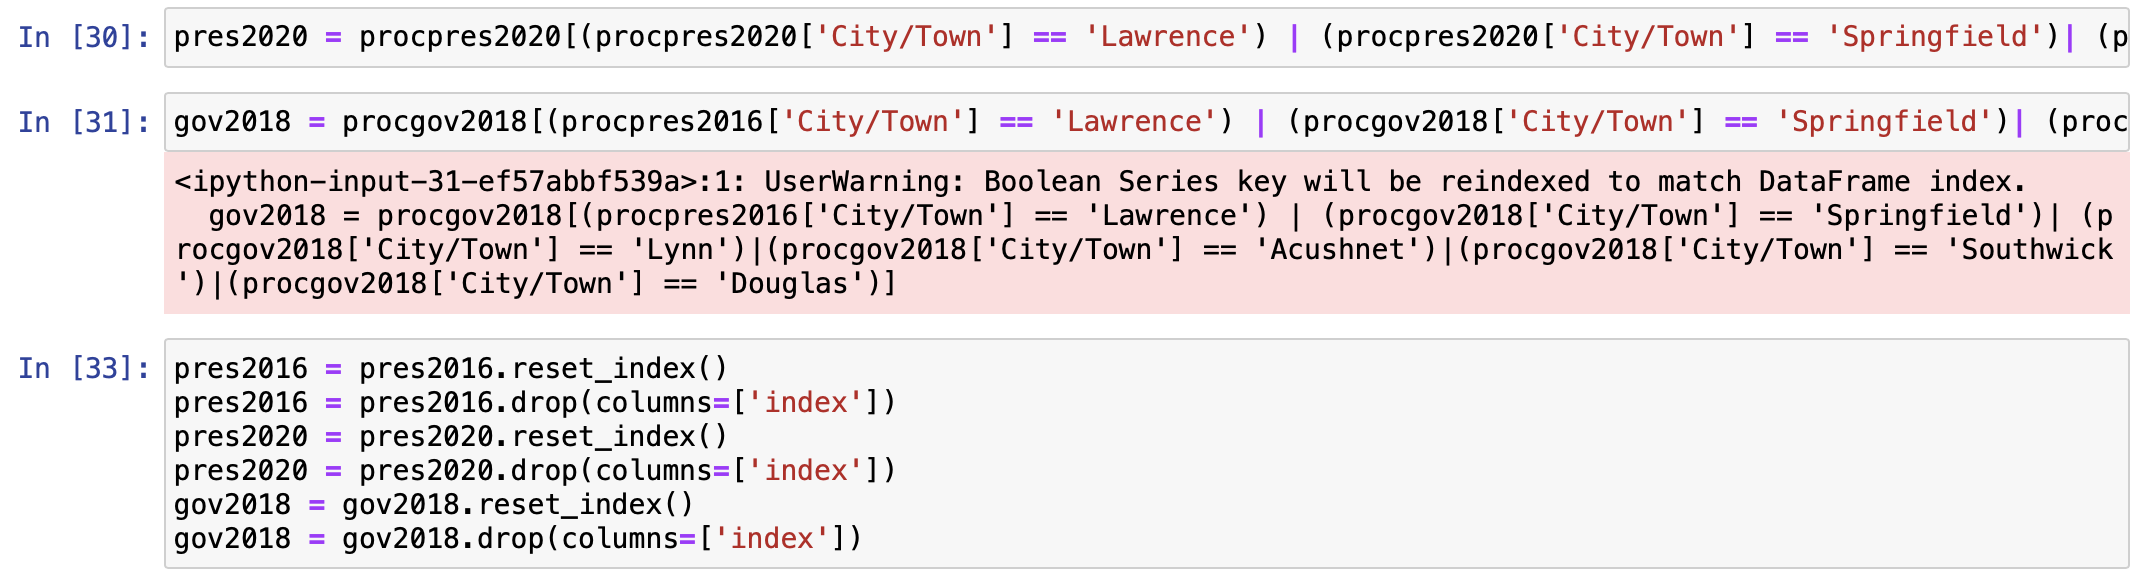 In [30]: pres2020 = procpres2020[(procpres2020['City/Town'] == 'Lawrence') | (procpres2020['City/Town'] == 'Springfield')| (p
In [31]: gov2018 = procgov2018[(procpres2016['City/Town'] == 'Lawrence') | (procgov2018['City/Town'] == 'Springfield')| (proc
<ipython-input-31-ef57abbf539a>:1: UserWarning: Boolean Series key will be reindexed to match DataFrame index.
  gov2018 = procgov2018[(procpres2016['City/Town'] == 'Lawrence') | (procgov2018['City/Town'] == 'Springfield')| (p
rocgov2018['City/Town'] == 'Lynn')|(procgov2018['City/Town'] == 'Acushnet')|(procgov2018['City/Town'] == 'Southwick
')|(procgov2018['City/Town'] == 'Douglas')]
In [33]: pres2016 = pres2016.reset_index()
pres2016 = pres2016.drop(columns=['index'])
pres2020 = pres2020.reset_index()
pres2020 = pres2020.drop(columns=['index'])
gov2018 = gov2018.reset_index()
gov2018 = gov2018.drop(columns=['index'])